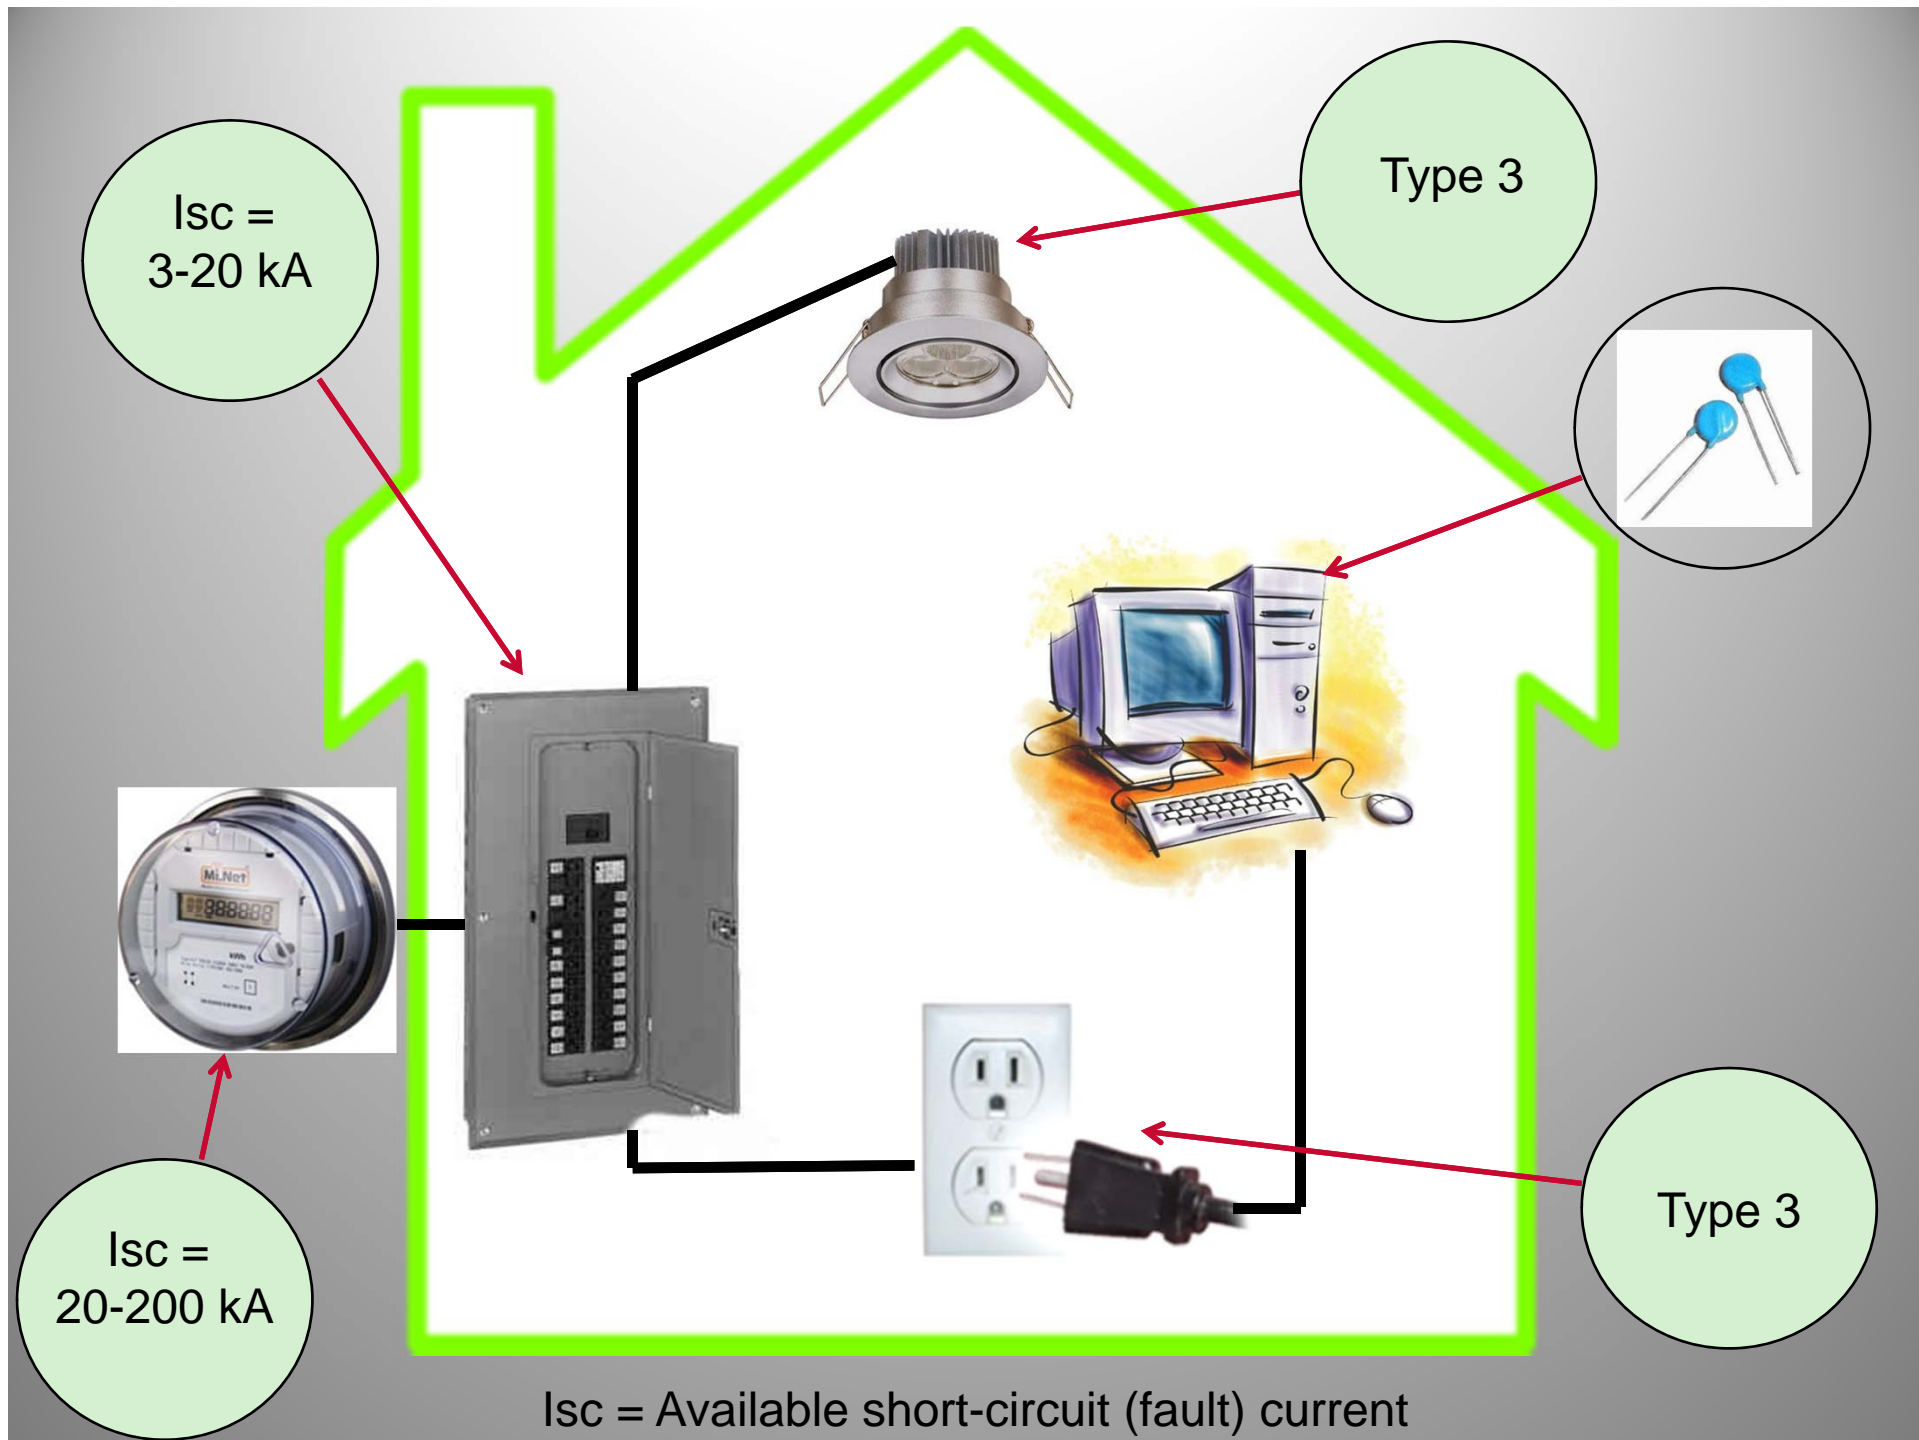 Isc =
3-20 kA
Type 3
Mi.Net
kWh
Isc =
20-200 kA
Type 3
Isc = Available short-circuit (fault) current